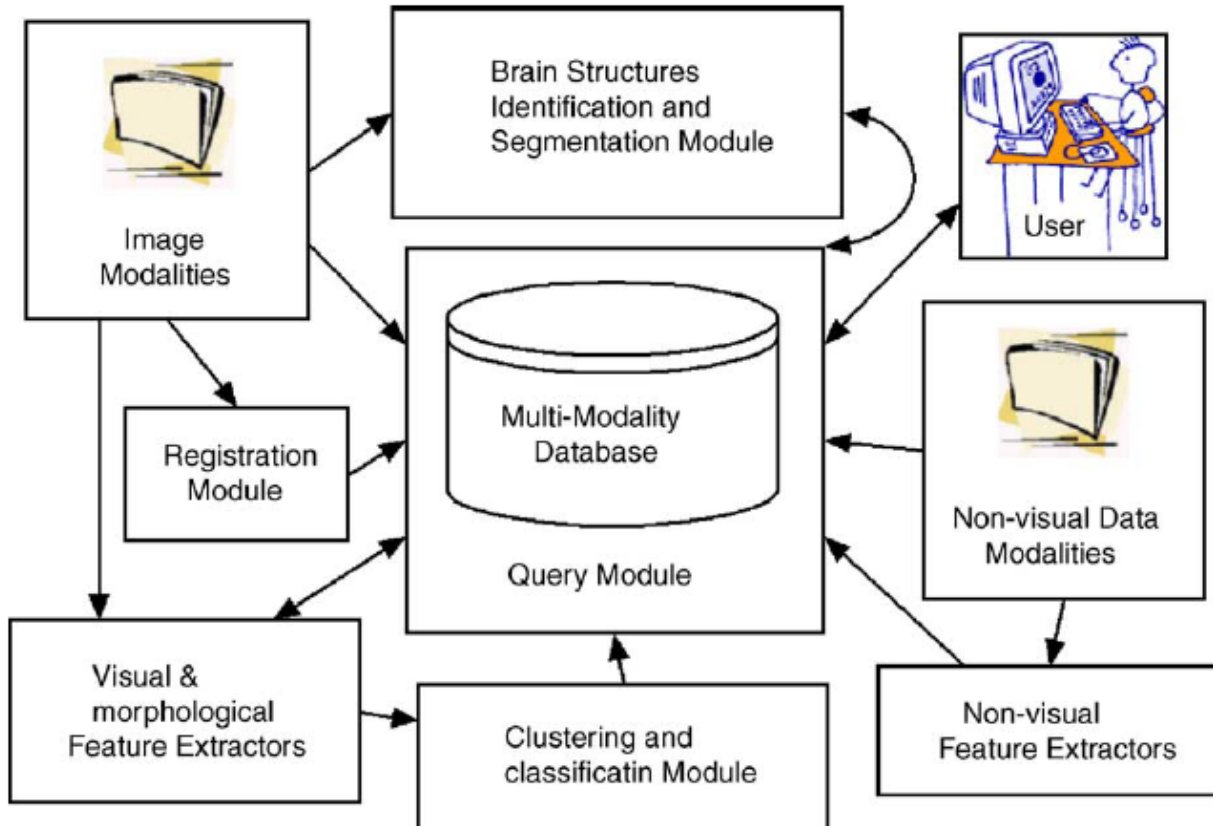 Brain Structures
Identification and
Segmentation Module
Image
Modalities
User
Multi-Modality
Database
Registration
Module
Non-visual Data
Modalities
Query Module
Visual &
morphological
Feature Extractors
Clustering and
classificatin Module
Non-visual
Feature Extractors